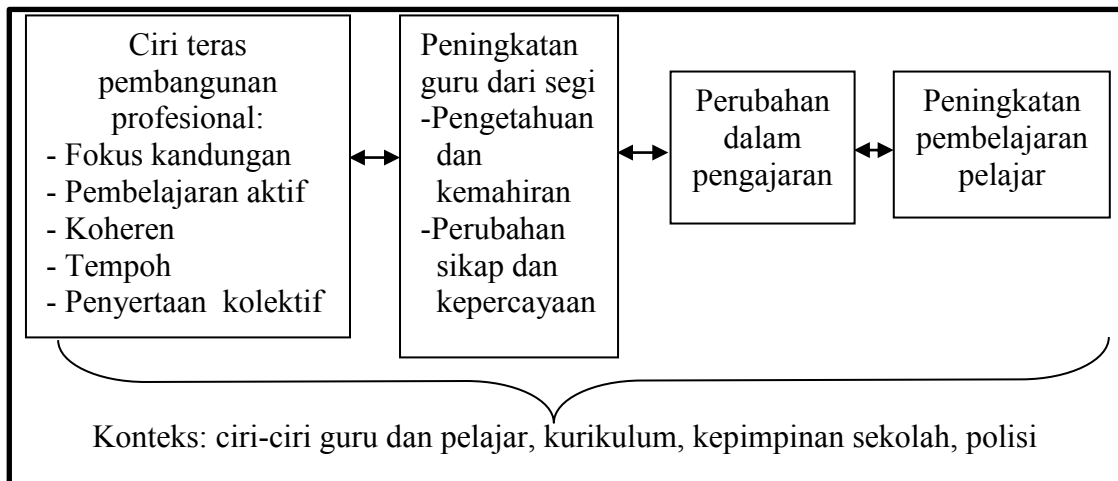 Ciri teras
pembangunan
profesional:
- Fokus kandungan
- Pembelajaran aktif
- Koheren
- Tempoh
- Penyertaan kolektif
Peningkatan
guru dari segi
-Pengetahuan
dan
kemahiran
-Perubahan
sikap dan
kepercayaan
Perubahan
dalam
pengajaran
Peningkatan
pembelajaran
pelajar
Konteks: ciri-ciri guru dan pelajar, kurikulum, kepimpinan sekolah, polisi